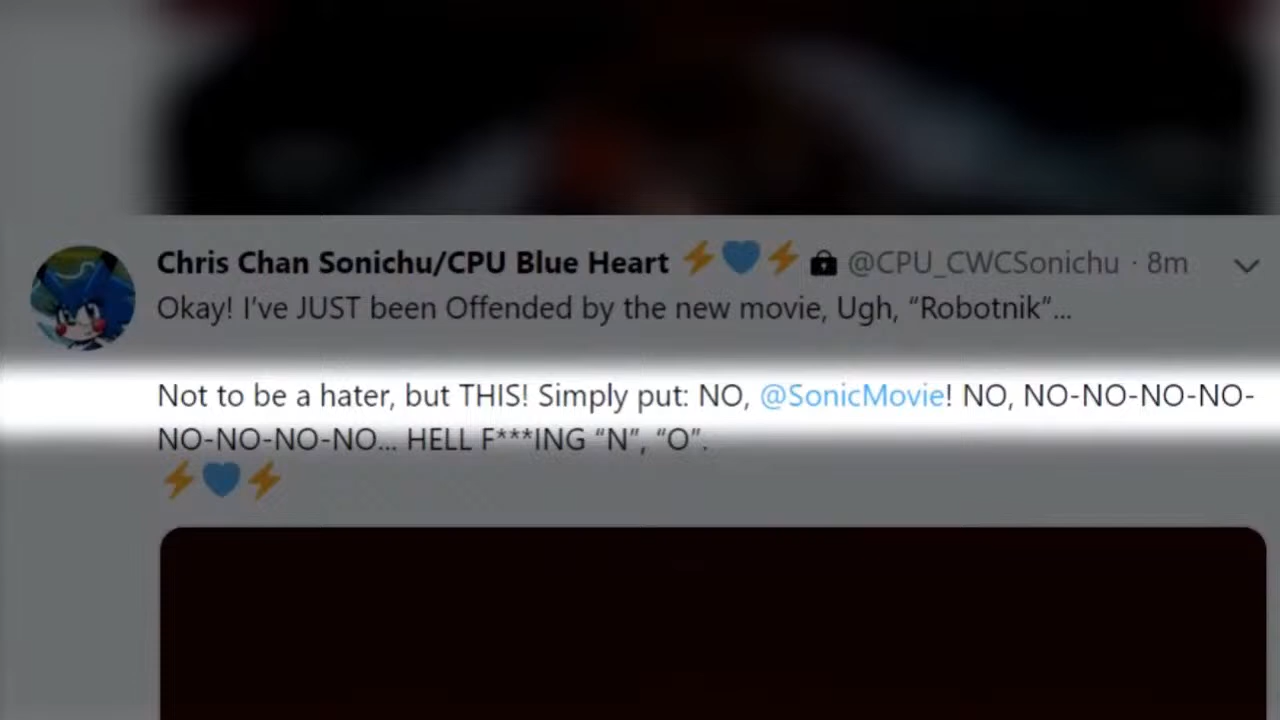 Chris Chan Sonichu/CPU Blue Heart ⚡💙⚡🔒 @CPU_CWCSonichu · 8m
Okay! I’ve JUST been Offended by the new movie, Ugh, “Robotnik”...
Not to be a hater, but THIS! Simply put: NO, @SonicMovie! NO, NO-NO-NO-NO-
NO-NO-NO-NO... HELL F***ING “N”, “O”.
⚡💙⚡